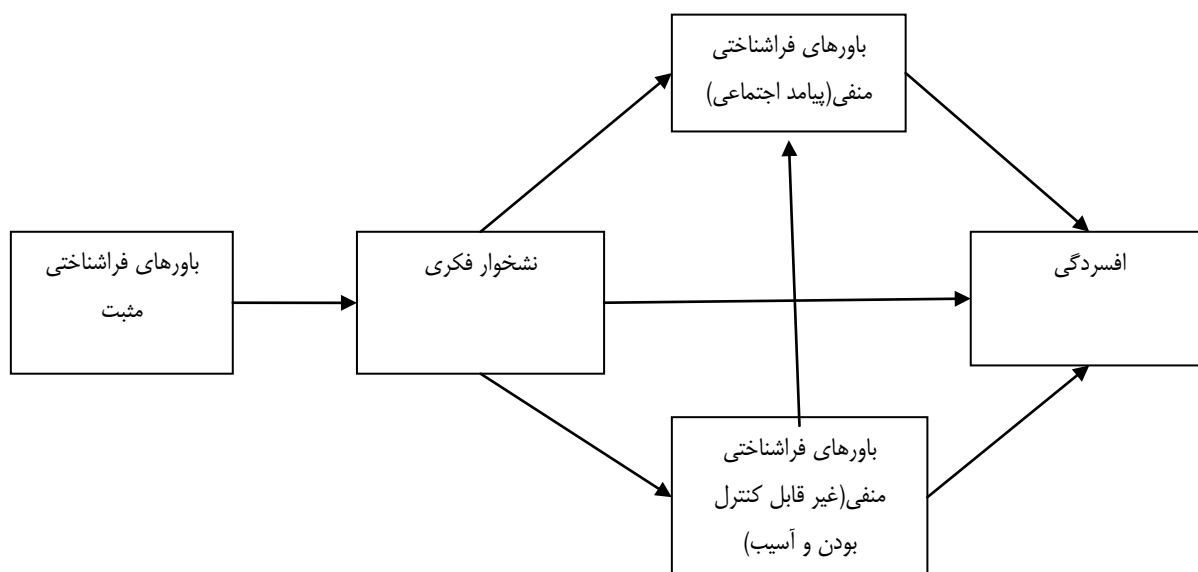 باورهای فراشناختی
منفی(پیامد اجتماعی)
باورهای فراشناختی
مثبت
نشخوار فکری
افسردگی
باورهای فراشناختی
منفی(غیر قابل کنترل
بودن و آسیب)